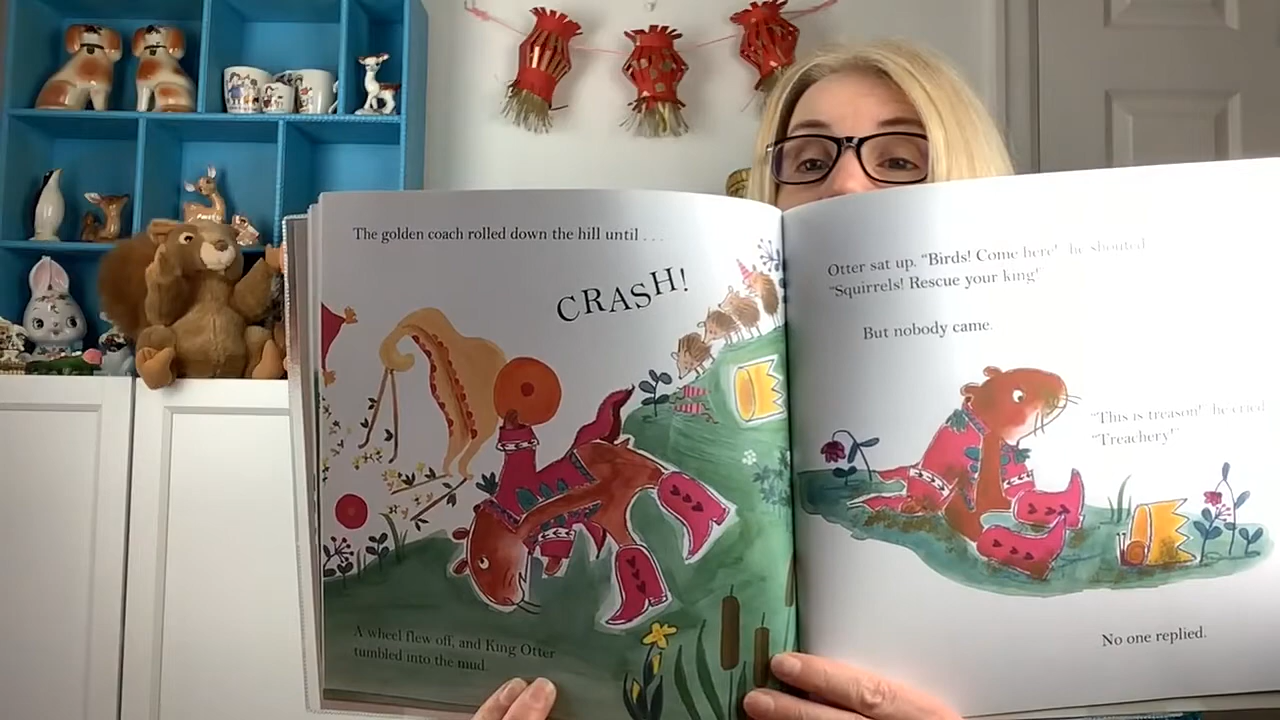 The golden coach rolled down the hill until . . .
CRASH!
A wheel flew off, and King Otter
tumbled into the mud.
Otter sat up. “Birds! Come here!” he shouted
“Squirrels! Rescue your king!”
But nobody came.
“This is treason!” he cried
“Treachery!”
No one replied.